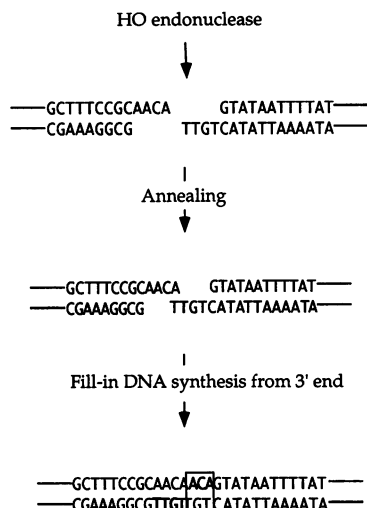 HO endonuclease
GCTTTCCGCAACA GTATAATTTTAT
CGAAAGGCG TTGTCATATTAAAATA
Annealing
GCTTTCCGCAACA GTATAATTTTAT
CGAAAGGCG TTGTCATATTAAAATA
Fill-in DNA synthesis from 3' end
GCTTTCCGCAACAACAGTATAATTTTAT
CGAAAGGCGTTGTTGTCATATTAAAATA